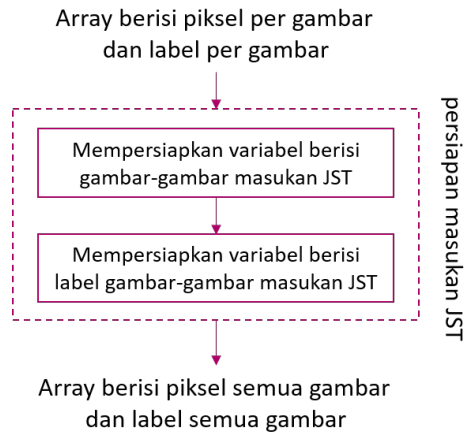 Array berisi piksel per gambar
dan label per gambar
persiapan masukan JST
Mempersiapkan variabel berisi
gambar-gambar masukan JST
Mempersiapkan variabel berisi
label gambar-gambar masukan JST
Array berisi piksel semua gambar
dan label semua gambar